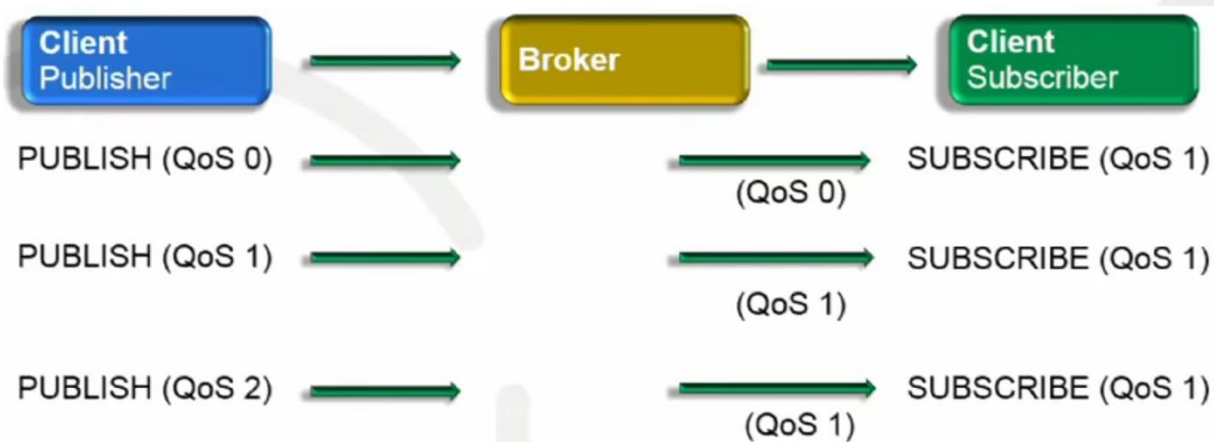 Client
Publisher
Broker
Client
Subscriber
PUBLISH (QoS 0)
(QoS 0)
SUBSCRIBE (QoS 1)
PUBLISH (QoS 1)
(QoS 1)
SUBSCRIBE (QoS 1)
PUBLISH (QoS 2)
(QoS 1)
SUBSCRIBE (QoS 1)